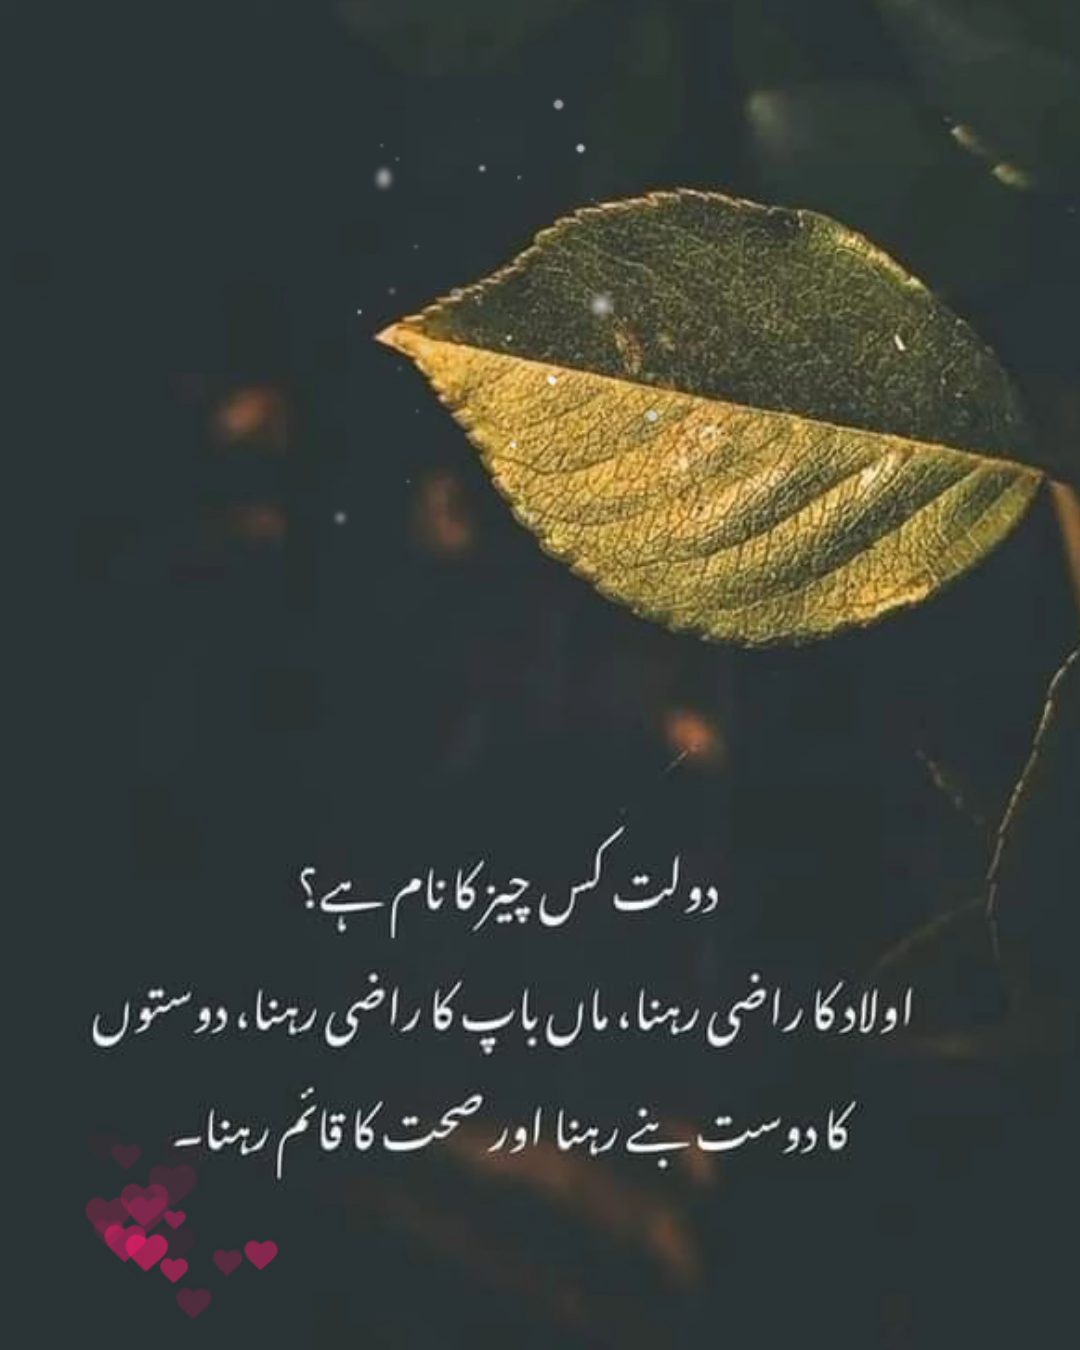 دولت کس چیز کا نام ہے؟
اولاد کا راضی رہنا، ماں باپ کا راضی رہنا، دوستوں
کا دوست بنے رہنا اور صحت کا قائم رہنا۔